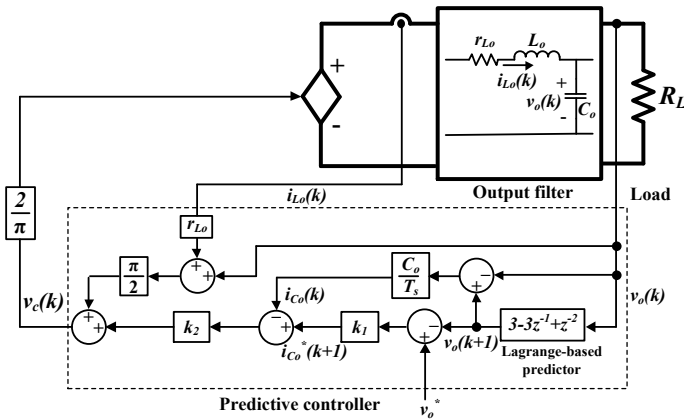 r_Lo
L_o
i_Lo(k)
+
v_o(k)
-
C_o
R_L
+
-
Output filter
Load
2/π
i_Lo(k)
r_Lo
π/2
+
+
C_o/T_s
−
+
v_c(k)
i_Co(k)
v_o(k)
+
+
k_2
−
+
k_1
−
+
3-3z^-1+z^-2
i_Co^*(k+1)
v_o(k+1)
Lagrange-based
predictor
Predictive controller
v_o^*